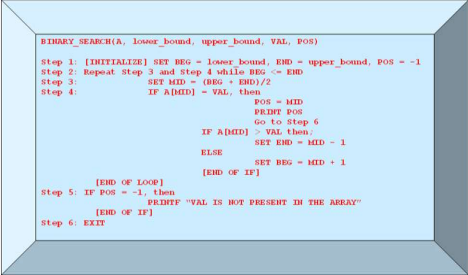 BINARY_SEARCH(A, lower_bound, upper_bound, VAL, POS)
Step 1: [INITIALIZE] SET BEG = lower_bound, END = upper_bound, POS = -1
Step 2: Repeat Step 3 and Step 4 while BEG <= END
Step 3: SET MID = (BEG + END)/2
Step 4: IF A[MID] = VAL, then
POS = MID
PRINT POS
Go to Step 6
IF A[MID] > VAL then;
SET END = MID - 1
ELSE
SET BEG = MID + 1
[END OF IF]
[END OF LOOP]
Step 5: IF POS = -1, then
PRINTF "VAL IS NOT PRESENT IN THE ARRAY"
[END OF IF]
Step 6: EXIT